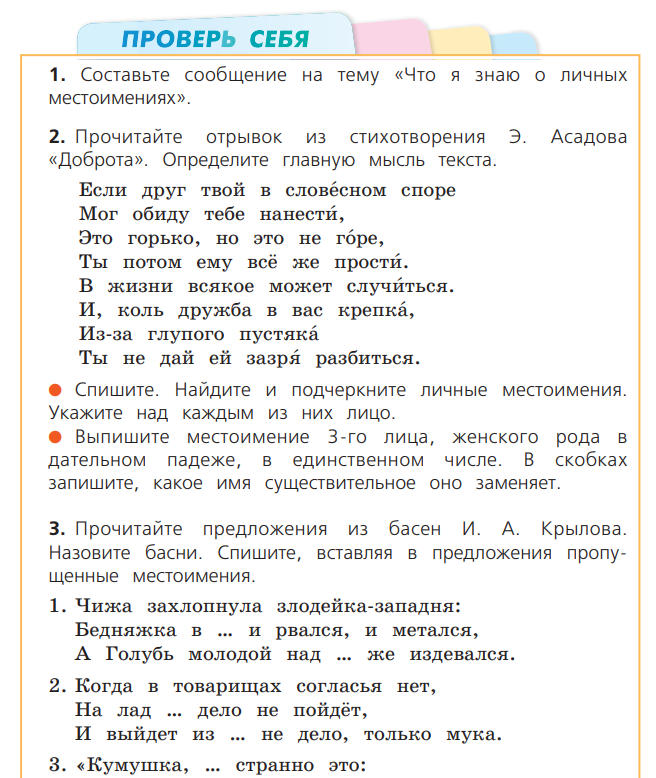 ПРОВЕРЬ СЕБЯ
1. Составьте сообщение на тему «Что я знаю о личных
местоимениях».
2. Прочитайте отрывок из стихотворения Э. Асадова
«Доброта». Определите главную мысль текста.
Если друг твой в слове́сном споре
Мог обиду тебе нанести́,
Это горько, но это не го́ре,
Ты потом ему всё же прости́.
В жизни всякое может случи́ться.
И, коль дружба в вас крепка́,
Из-за глупого пустяка́
Ты не дай ей зазря́ разбиться.
Спишите. Найдите и подчеркните личные местоимения.
Укажите над каждым из них лицо.
Выпишите местоимение 3-го лица, женского рода в
дательном падеже, в единственном числе. В скобках
запишите, какое имя существительное оно заменяет.
3. Прочитайте предложения из басен И. А. Крылова.
Назовите басни. Спишите, вставляя в предложения пропу-
щенные местоимения.
1. Чижа захлопнула злодейка-западня:
Бедняжка в ... и рвался, и метался,
А Голубь молодой над ... же издевался.
2. Когда в товарищах согласья нет,
На лад ... дело не пойдёт,
И выйдет из ... не дело, только мука.
3. «Кумушка, ... странно это: